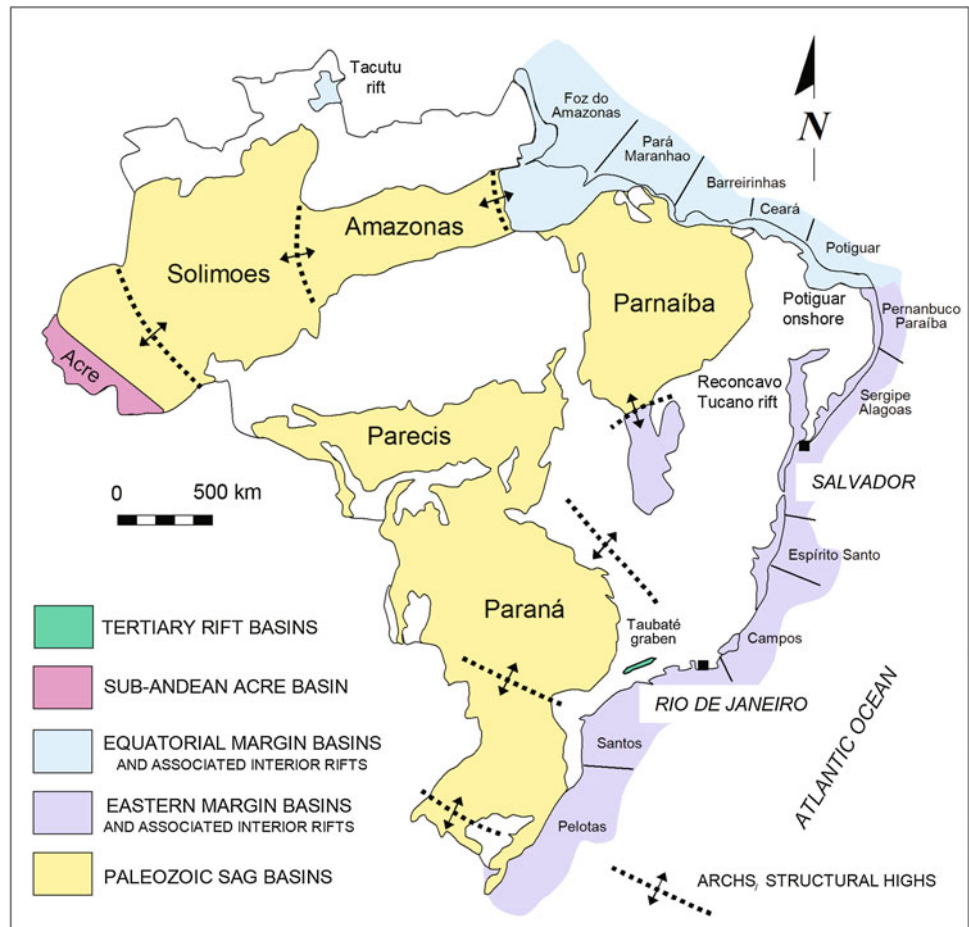 Tacutu
rift
Foz do
Amazonas
N
Pará
Maranhao
Barreirinhas
Ceará
Potiguar
Amazonas
Solimoes
Parnaíba
Potiguar
onshore
Pernanbuco
Paraíba
Acre
Reconcavo
Tucano rift
Sergipe
Alagoas
Parecis
SALVADOR
0 500 km
Espírito Santo
Paraná
Taubaté
graben
Campos
RIO DE JANEIRO
Santos
Pelotas
ATLANTIC OCEAN
TERTIARY RIFT BASINS
SUB-ANDEAN ACRE BASIN
EQUATORIAL MARGIN BASINS
AND ASSOCIATED INTERIOR RIFTS
EASTERN MARGIN BASINS
AND ASSOCIATED INTERIOR RIFTS
PALEOZOIC SAG BASINS
ARCHS, STRUCTURAL HIGHS